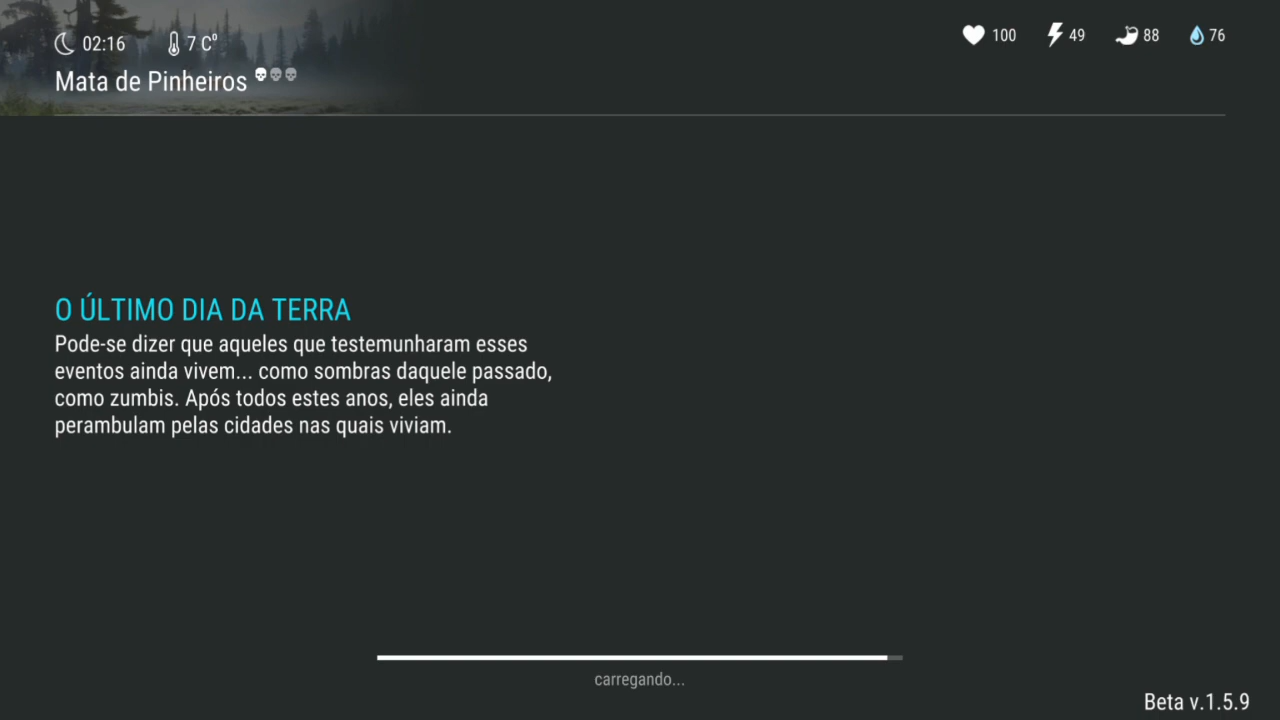 02:16 7 Cº
100 49 88 76
Mata de Pinheiros
O ÚLTIMO DIA DA TERRA
Pode-se dizer que aqueles que testemunharam esses
eventos ainda vivem... como sombras daquele passado,
como zumbis. Após todos estes anos, eles ainda
perambulam pelas cidades nas quais viviam.
carregando...
Beta v.1.5.9